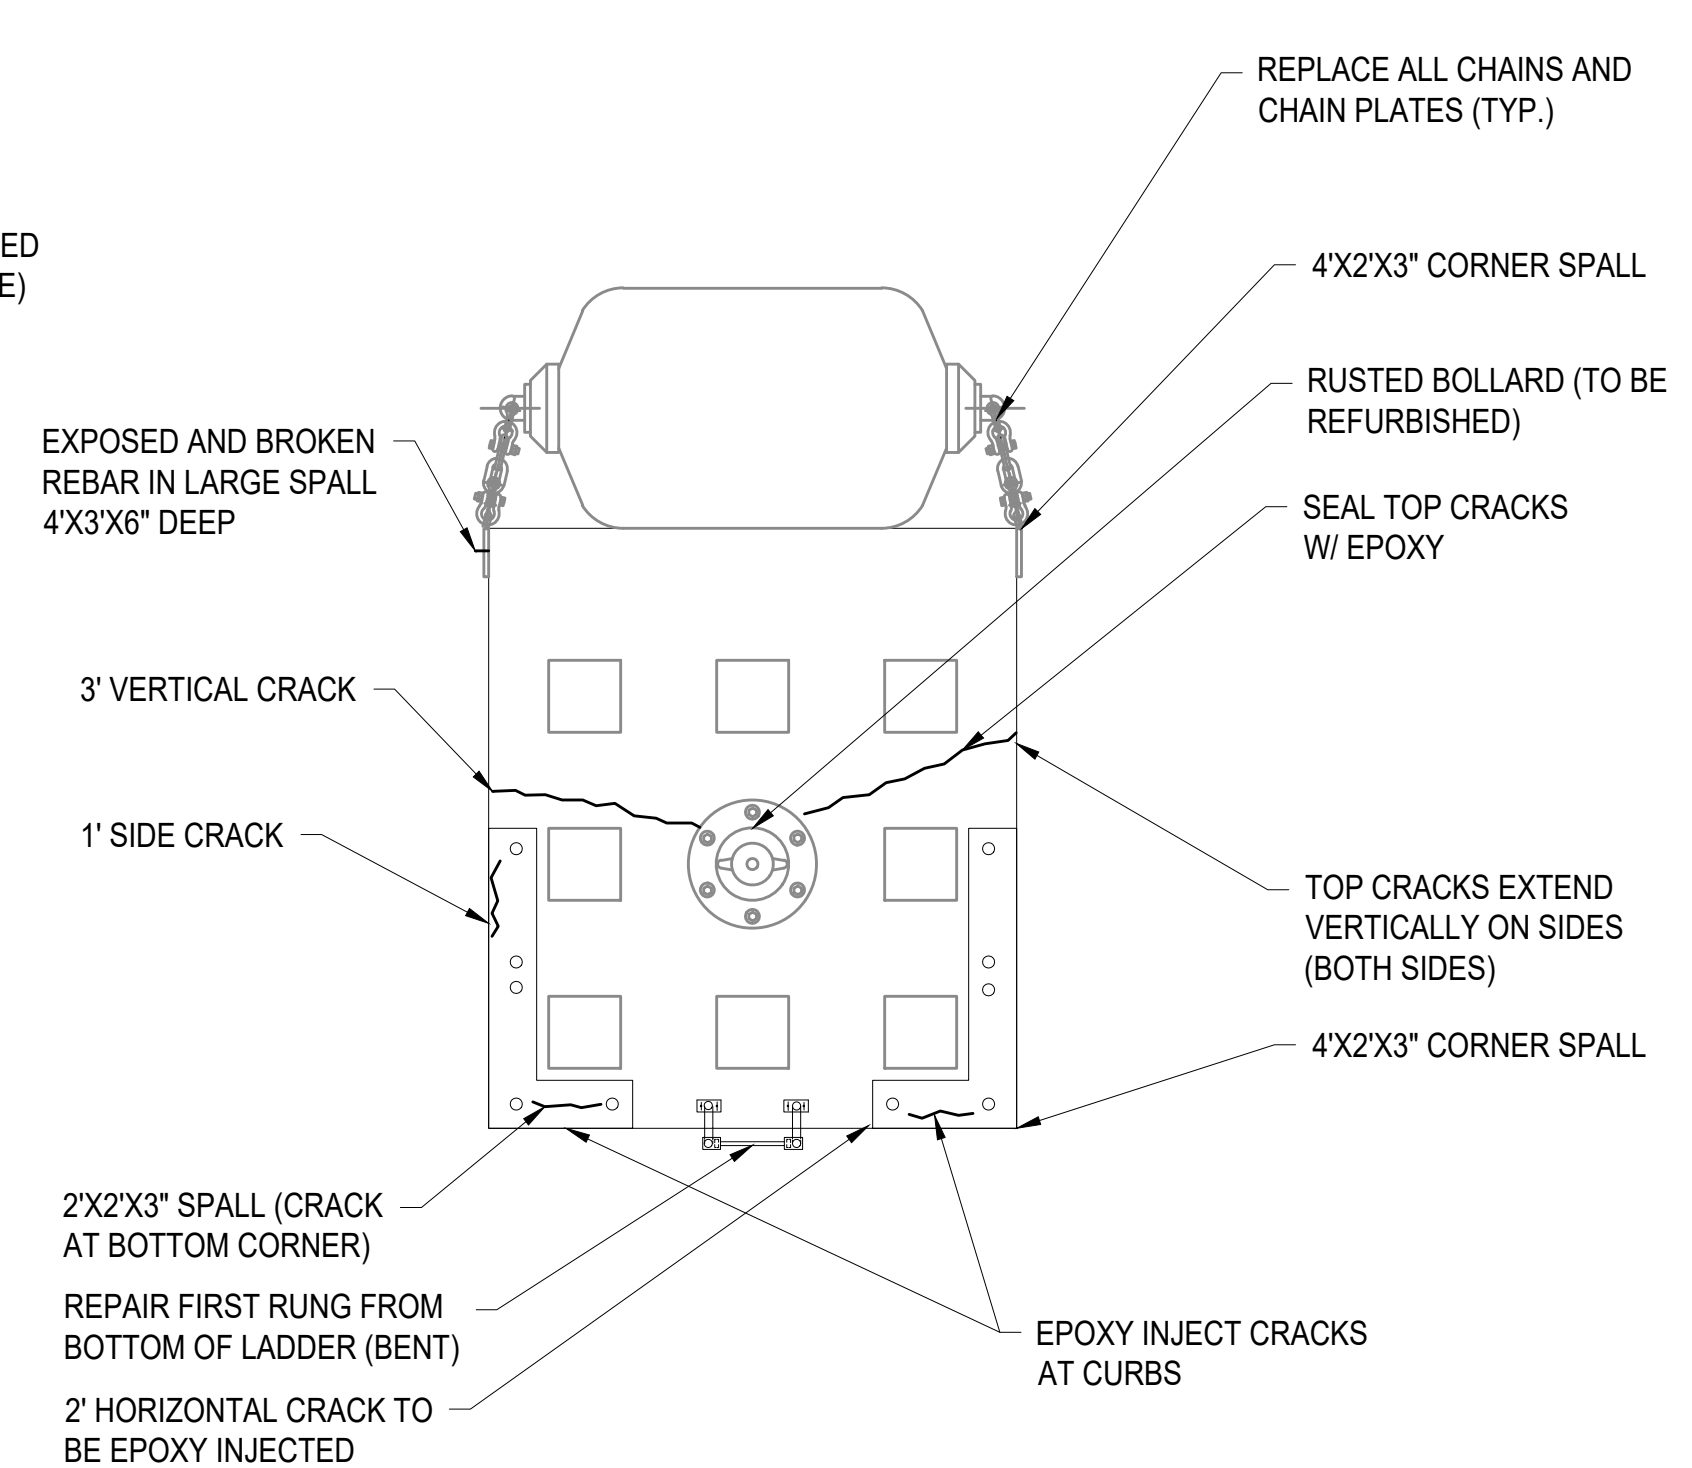 REPLACE ALL CHAINS AND
CHAIN PLATES (TYP.)
ED
E)
4'X2'X3" CORNER SPALL
RUSTED BOLLARD (TO BE
REFURBISHED)
EXPOSED AND BROKEN
REBAR IN LARGE SPALL
4'X3'X6" DEEP
SEAL TOP CRACKS
W/ EPOXY
3' VERTICAL CRACK
1' SIDE CRACK
TOP CRACKS EXTEND
VERTICALLY ON SIDES
(BOTH SIDES)
4'X2'X3" CORNER SPALL
2'X2'X3" SPALL (CRACK
AT BOTTOM CORNER)
REPAIR FIRST RUNG FROM
BOTTOM OF LADDER (BENT)
EPOXY INJECT CRACKS
AT CURBS
2' HORIZONTAL CRACK TO
BE EPOXY INJECTED